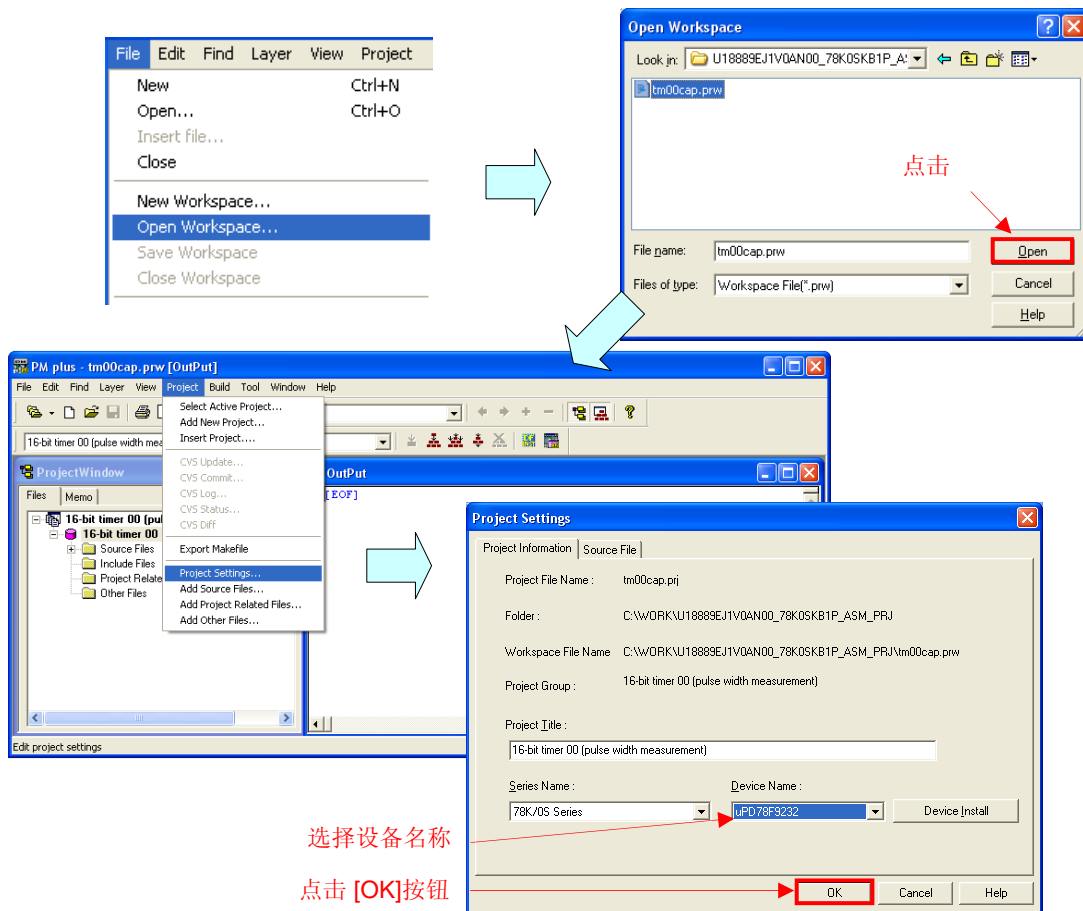 File Edit Find Layer View Project
New Ctrl+N
Open... Ctrl+O
Insert file...
Close
New Workspace...
Open Workspace...
Save Workspace
Close Workspace
Open Workspace
Look in: U18889EJ1V0AN00_78K0SKB1P_A
tm00cap.prw
点击
File name: tm00cap.prw Open
Files of type: Workspace File(*.prw) Cancel
Help
PM plus - tm00cap.prw [OutPut]
File Edit Find Layer View Project Build Tool Window Help
Select Active Project...
Add New Project...
Insert Project....
CVS Update...
CVS Commit...
CVS Log...
CVS Status...
CVS Diff
Export Makefile
Project Settings...
Add Source Files...
Add Project Related Files...
Add Other Files...
16-bit timer 00 (pulse width mea
ProjectWindow
Files Memo
16-bit timer 00 (pul
16-bit timer 00
Source Files
Include Files
Project Relate
Other Files
OutPut
[EOF]
Edit project settings
Project Settings
Project Information Source File
Project File Name : tm00cap.prj
Folder : C:\WORK\U18889EJ1V0AN00_78K0SKB1P_ASM_PRJ
Workspace File Name C:\WORK\U18889EJ1V0AN00_78K0SKB1P_ASM_PRJ\tm00cap.prw
Project Group : 16-bit timer 00 (pulse width measurement)
Project Title :
16-bit timer 00 (pulse width measurement)
Series Name : Device Name :
78K/0S Series uPD78F9232 Device Install
选择设备名称
点击 [OK]按钮
OK Cancel Help